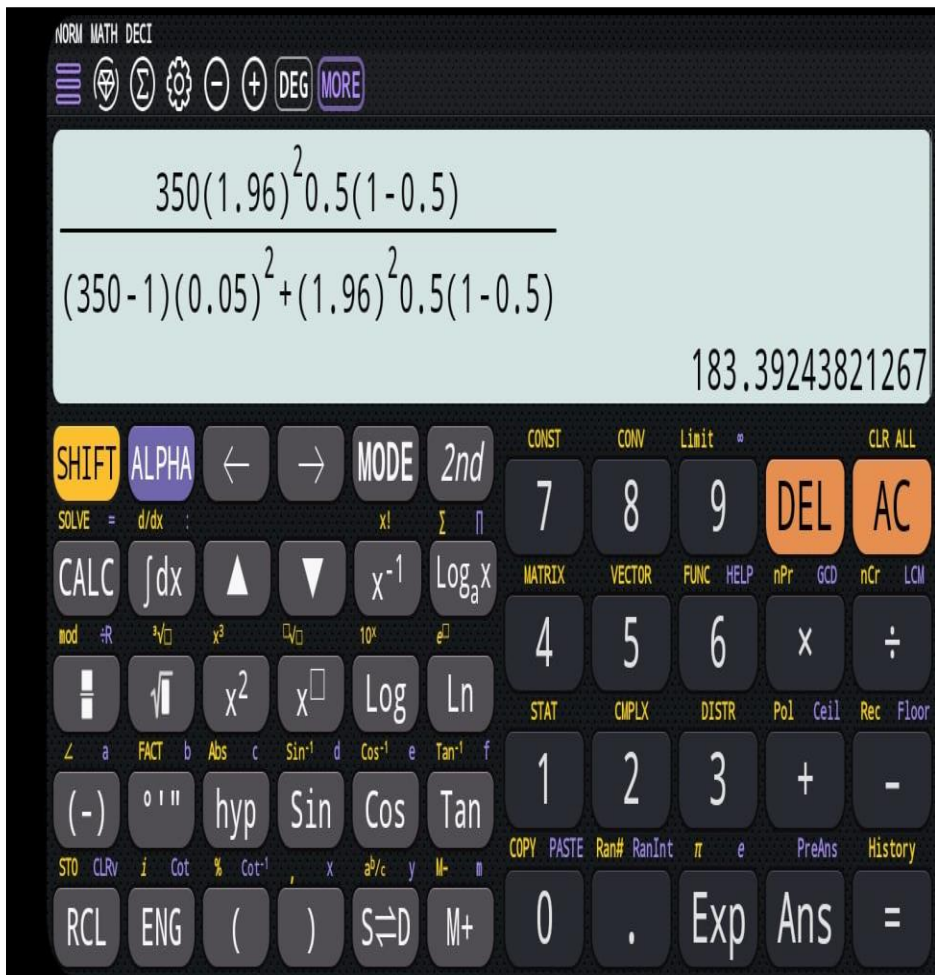 NORM MATH DECI
Σ − + DEG MORE
350(1.96)²0.5(1-0.5)
(350-1)(0.05)²+(1.96)²0.5(1-0.5)
183.39243821267
CONST CONV Limit ∞ CLR ALL
SHIFT ALPHA ← → MODE 2nd 7 8 9 DEL AC
SOLVE = d/dx : x! Σ ∏
MATRIX VECTOR FUNC HELP nPr GCD nCr LCM
CALC ∫dx ▲ ▼ x⁻¹ Logₐx 4 5 6 × ÷
mod ÷R ³√□ x³ □√□ 10ˣ e□
√ x² x□ Log Ln
STAT CMPLX DISTR Pol Ceil Rec Floor
∠ a FACT b Abs c Sin⁻¹ d Cos⁻¹ e Tan⁻¹ f
1 2 3 + −
(-) °'" hyp Sin Cos Tan
COPY PASTE Ran# RanInt π e PreAns History
STO CLRv i Cot % Cot⁻¹ , x aᵇ/c y M- m
RCL ENG ( ) S⇌D M+ 0 . Exp Ans =